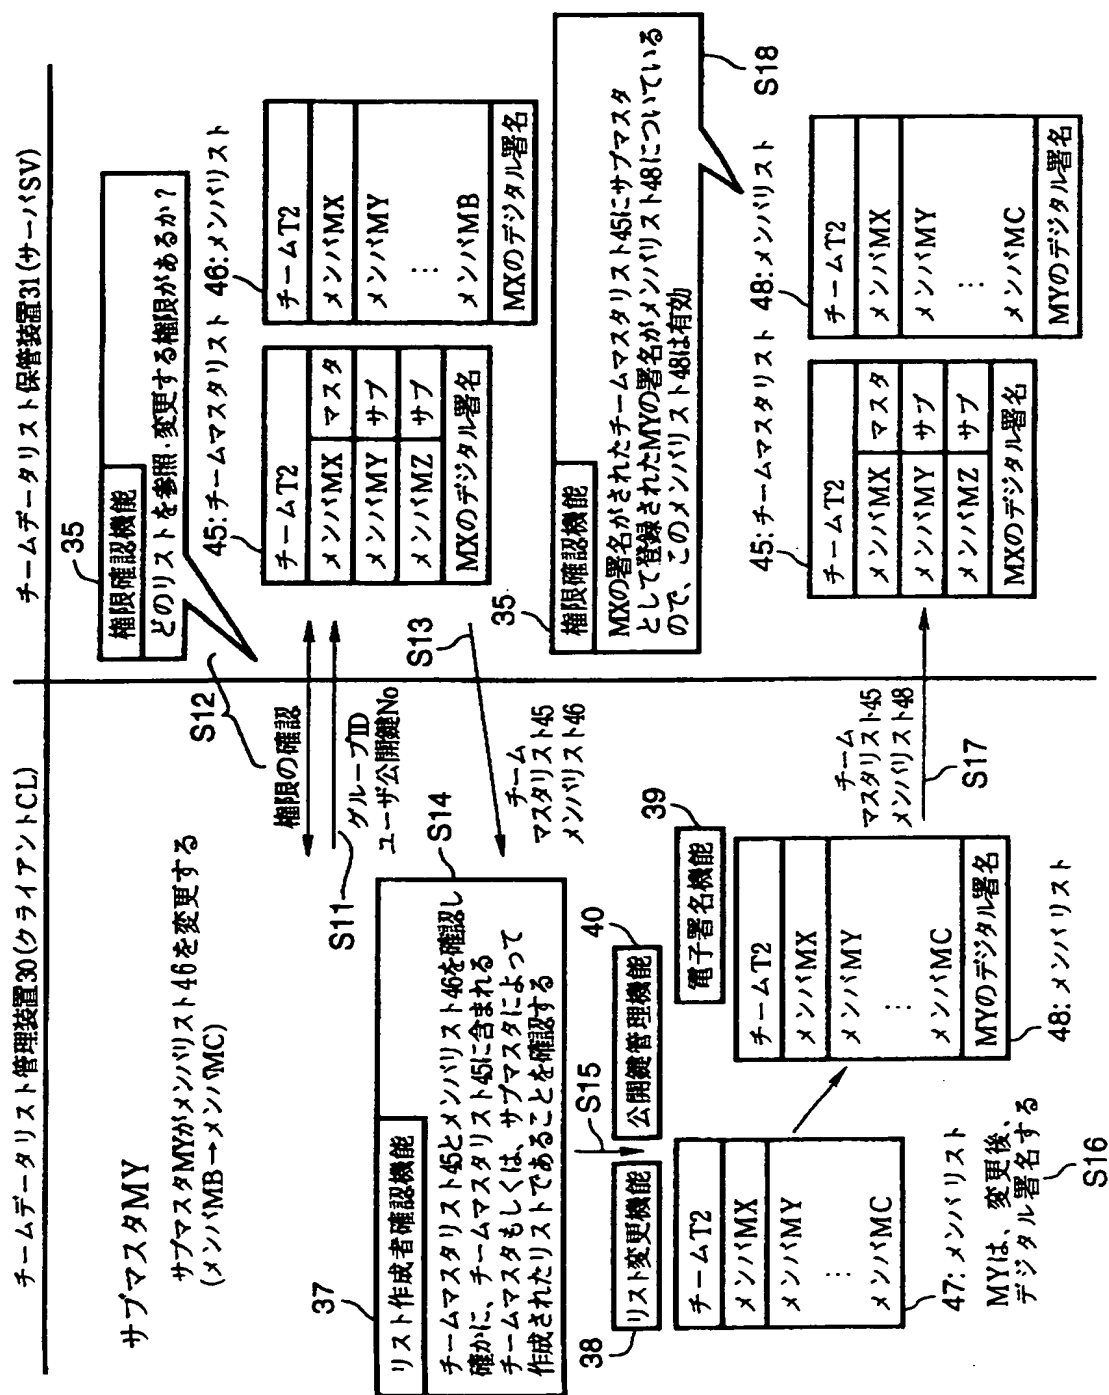 チームデータリスト管理装置30(クライアントCL)
チームデータリスト保管装置31(サーバSV)
サブマスタMY
サブマスタMYがメンバリスト46を変更する
(メンバMB→メンバMC)
35
権限確認機能
どのリストを参照・変更する権限があるか?
S12
権限の確認
S11
グループID
ユーザ公開鍵No
45:チームマスタリスト
チームT2
メンバMX マスタ
メンバMY サブ
メンバMZ サブ
MXのデジタル署名
46:メンバリスト
チームT2
メンバMX
メンバMY
⋮
メンバMB
MXのデジタル署名
S13
チーム
マスタリスト45
メンバリスト46
37
リスト作成者確認機能
チームマスタリスト45とメンバリスト46を確認し
確かに、チームマスタリスト45に含まれる
チームマスタもしくは、サブマスタによって
作成されたリストであることを確認する
S14
S15
38
リスト変更機能
40
公開鍵管理機能
39
電子署名機能
チームT2
メンバMX
メンバMY
⋮
メンバMC
47:メンバリスト
MYは、変更後、
デジタル署名する
S16
チームT2
メンバMX
メンバMY
⋮
メンバMC
MYのデジタル署名
48:メンバリスト
チーム
マスタリスト45
メンバリスト48
S17
35
権限確認機能
MXの署名がされたチームマスタリスト45にサブマスタ
として登録されたMYの署名がメンバリスト48についている
ので、このメンバリスト48は有効
S18
45:チームマスタリスト
チームT2
メンバMX マスタ
メンバMY サブ
メンバMZ サブ
MXのデジタル署名
48:メンバリスト
チームT2
メンバMX
メンバMY
⋮
メンバMC
MYのデジタル署名